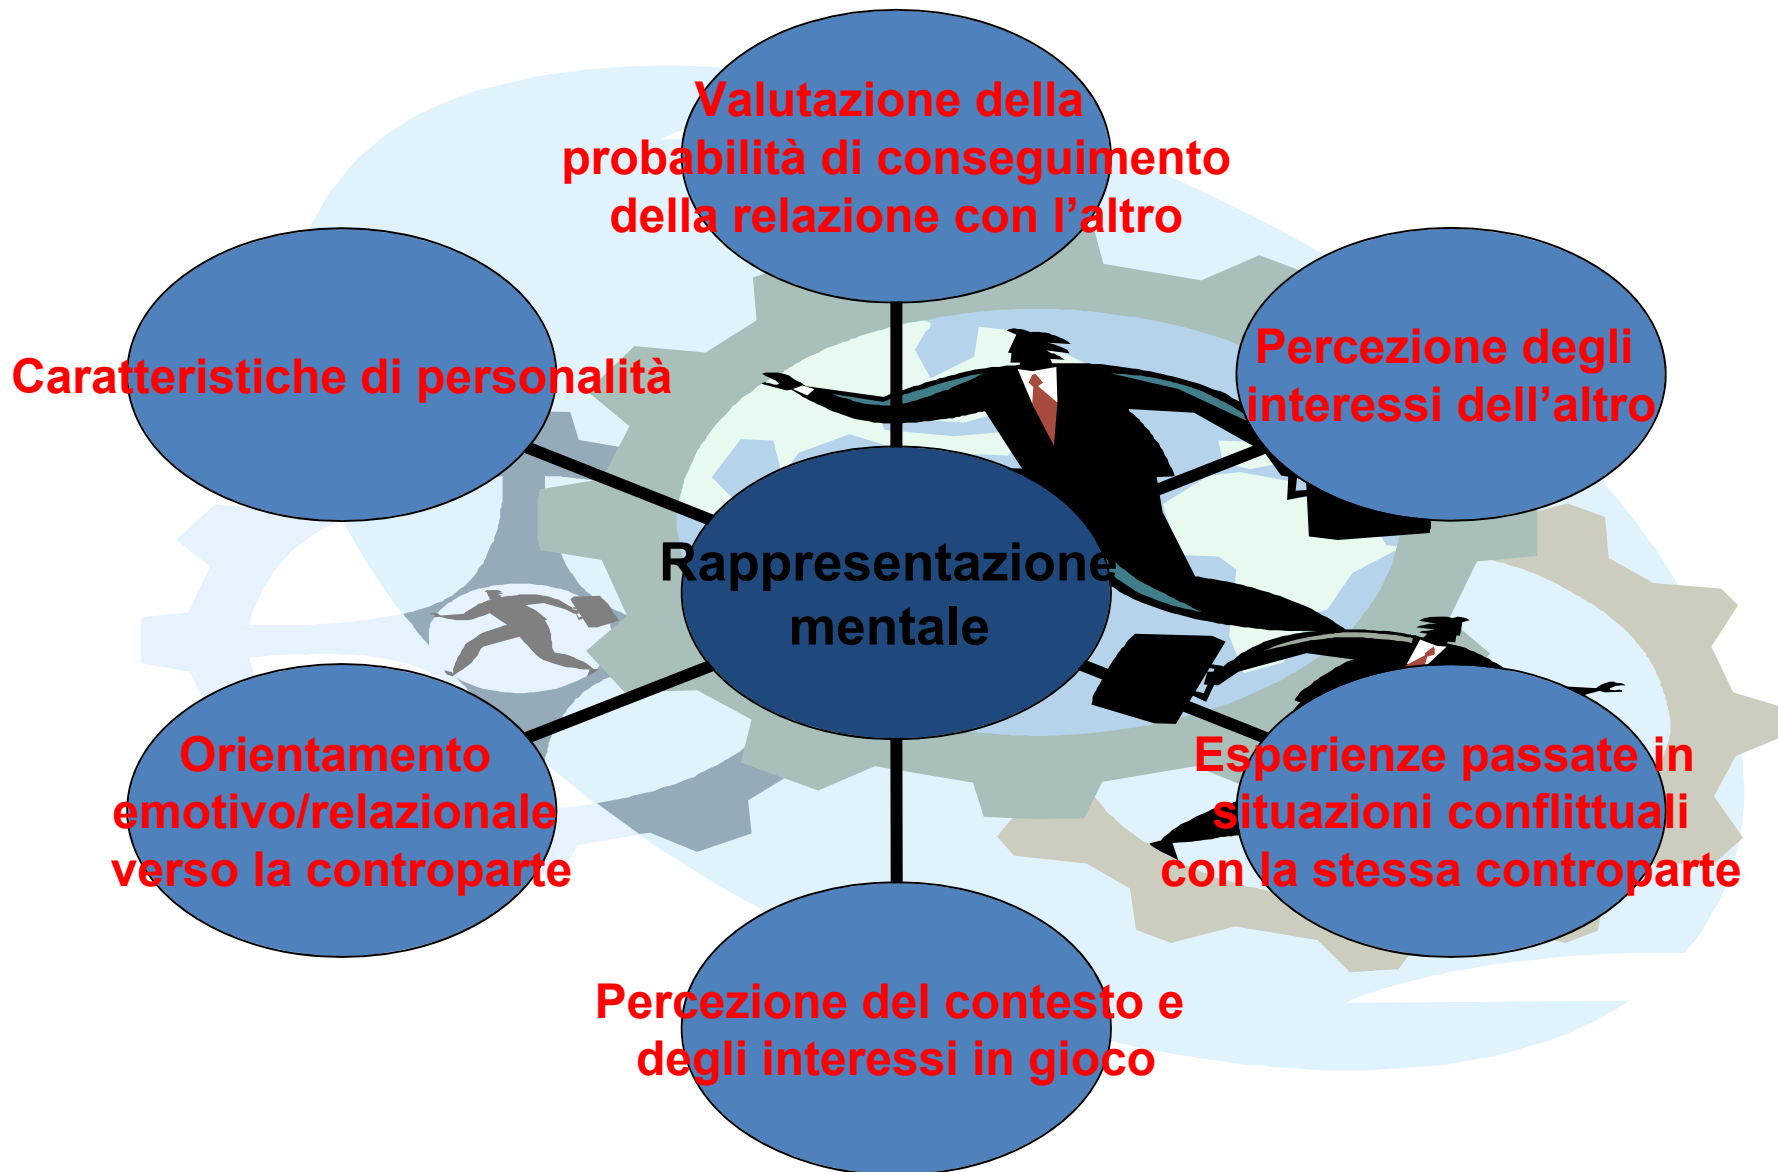 Valutazione della
probabilità di conseguimento
della relazione con l’altro
Caratteristiche di personalità
Percezione degli
interessi dell’altro
Rappresentazione
mentale
Orientamento
emotivo/relazionale
verso la controparte
Esperienze passate in
situazioni conflittuali
con la stessa controparte
Percezione del contesto e
degli interessi in gioco